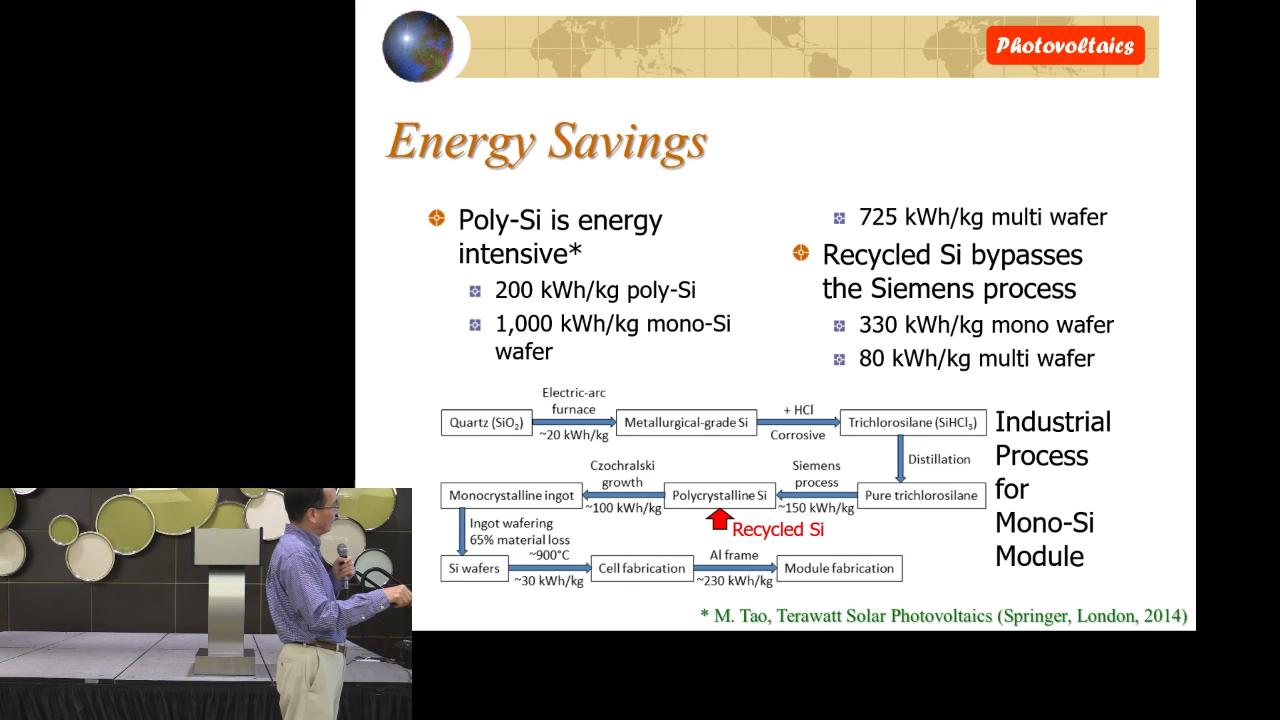 Photovoltaics
Energy Savings
Poly-Si is energy
intensive*
200 kWh/kg poly-Si
1,000 kWh/kg mono-Si
wafer
725 kWh/kg multi wafer
Recycled Si bypasses
the Siemens process
330 kWh/kg mono wafer
80 kWh/kg multi wafer
Electric-arc
furnace
+ HCl
Quartz (SiO₂)
Metallurgical-grade Si
Trichlorosilane (SiHCl₃)
~20 kWh/kg
Corrosive
Distillation
Czochralski
growth
Siemens
process
Monocrystalline ingot
Polycrystalline Si
Pure trichlorosilane
~100 kWh/kg
~150 kWh/kg
Recycled Si
Ingot wafering
65% material loss
~900°C
Al frame
Si wafers
Cell fabrication
Module fabrication
~30 kWh/kg
~230 kWh/kg
Industrial
Process
for
Mono-Si
Module
* M. Tao, Terawatt Solar Photovoltaics (Springer, London, 2014)